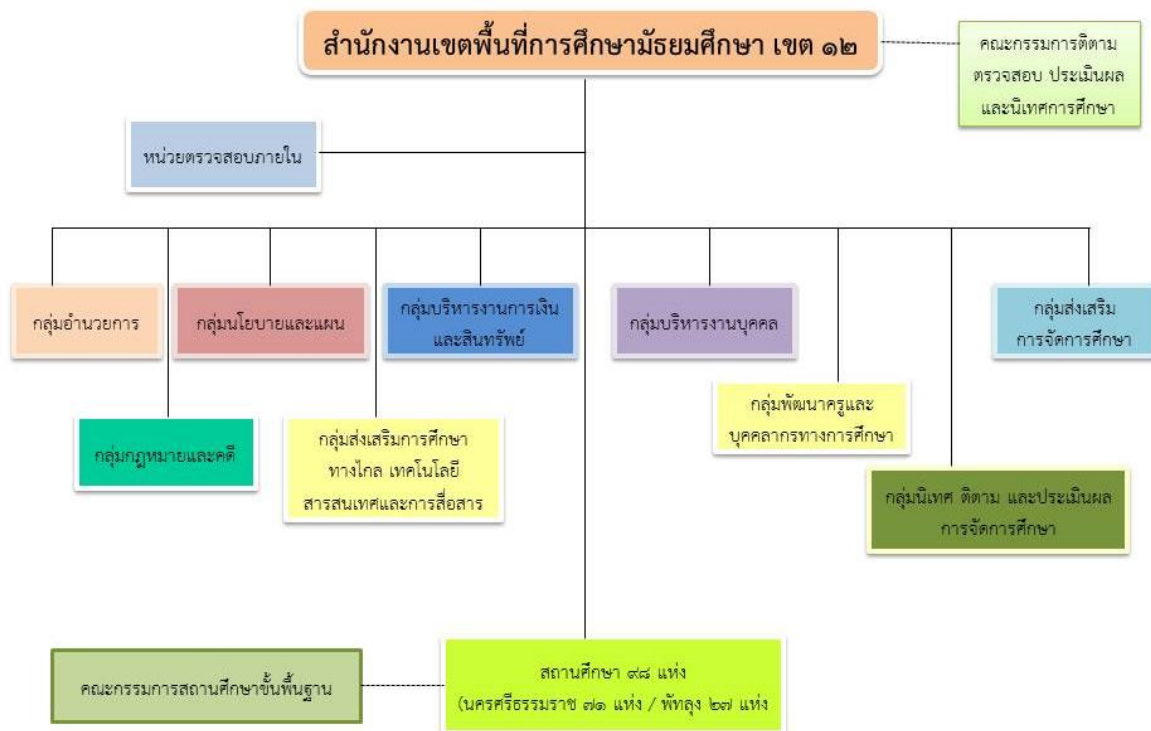 สำนักงานเขตพื้นที่การศึกษามัธยมศึกษา เขต ๑๒
คณะกรรมการติตาม
ตรวจสอบ ประเมินผล
และนิเทศการศึกษา
หน่วยตรวจสอบภายใน
กลุ่มอำนวยการ
กลุ่มนโยบายและแผน
กลุ่มบริหารงานการเงิน
และสินทรัพย์
กลุ่มบริหารงานบุคคล
กลุ่มส่งเสริม
การจัดการศึกษา
กลุ่มกฎหมายและคดี
กลุ่มส่งเสริมการศึกษา
ทางไกล เทคโนโลยี
สารสนเทศและการสื่อสาร
กลุ่มพัฒนาครูและ
บุคคลากรทางการศึกษา
กลุ่มนิเทศ ติตาม และประเมินผล
การจัดการศึกษา
คณะกรรมการสถานศึกษาขั้นพื้นฐาน
สถานศึกษา ๙๘ แห่ง
(นครศรีธรรมราช ๗๑ แห่ง / พัทลุง ๒๗ แห่ง